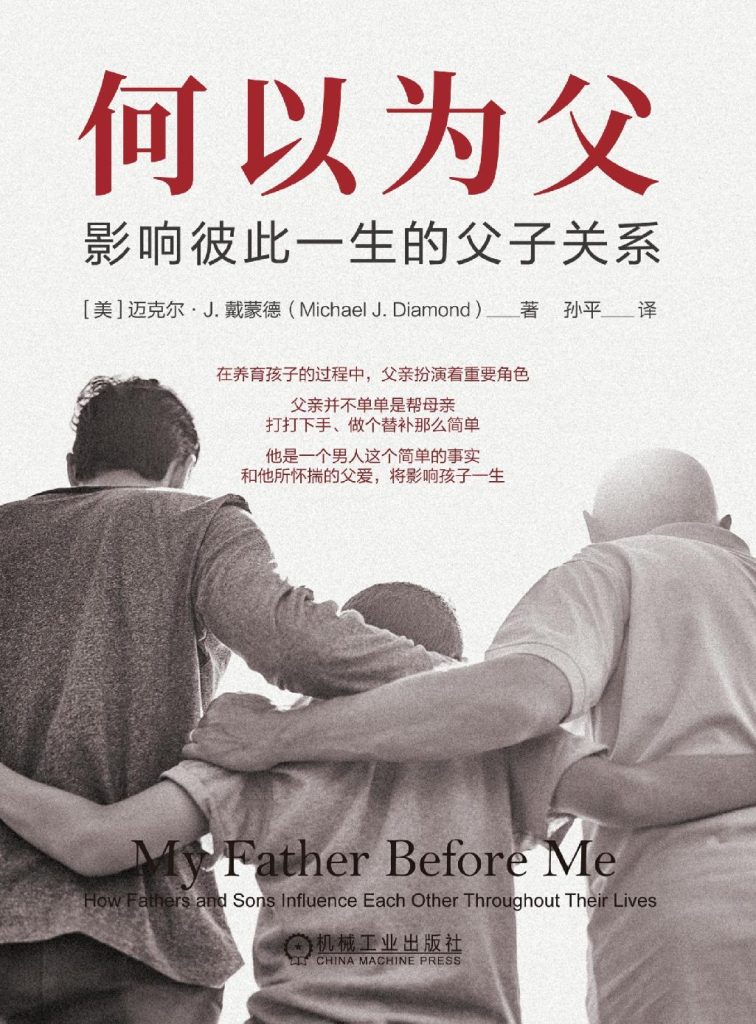 何以为父
影响彼此一生的父子关系
[ 美 ] 迈克尔 · J. 戴蒙德（Michael J. Diamond）___著 孙平___译
在养育孩子的过程中，父亲扮演着重要角色
父亲并不单单是帮母亲
打打下手、做个替补那么简单
他是一个男人这个简单的事实
和他所怀揣的父爱，将影响孩子一生
My Father Before Me
How Fathers and Sons Influence Each Other Throughout Their Lives
机械工业出版社
CHINA MACHINE PRESS